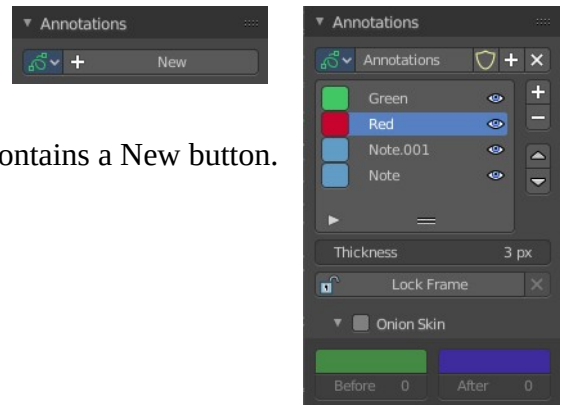 Annotations
New
ontains a New button.
Annotations
Annotations
Green
Red
Note.001
Note
Thickness 3 px
Lock Frame
Onion Skin
Before 0 After 0